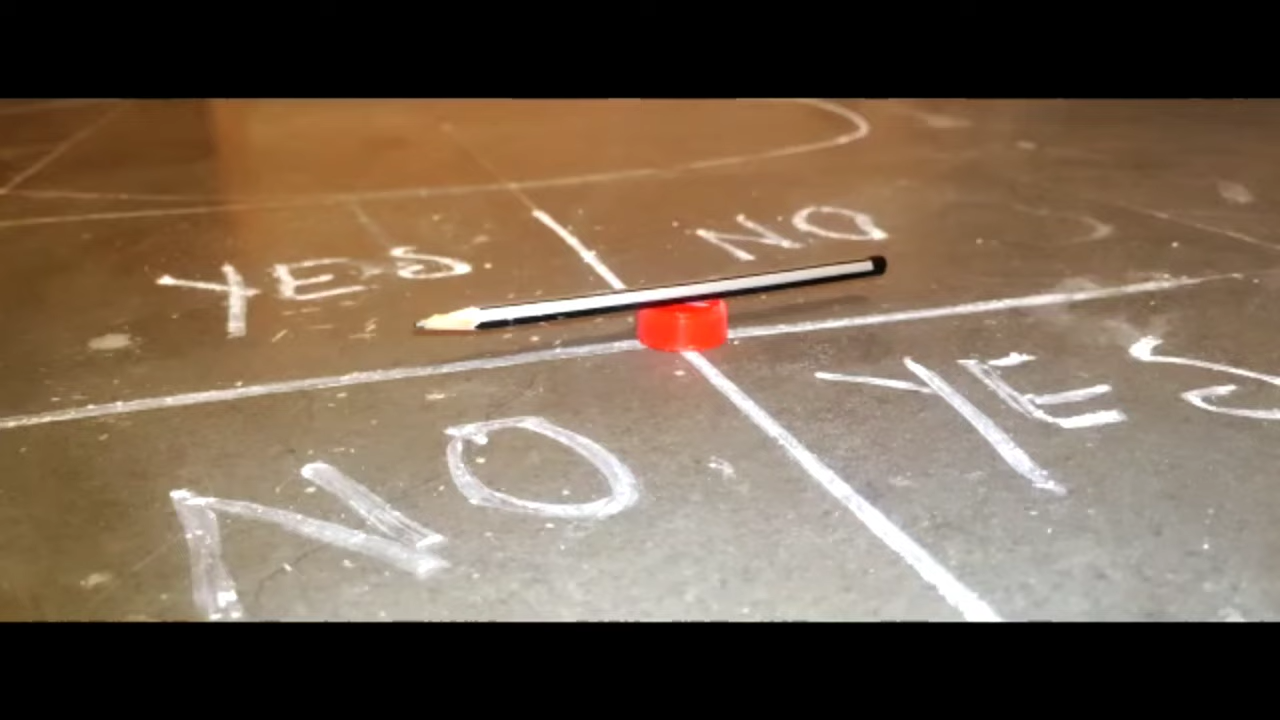 YES NO
NO YES